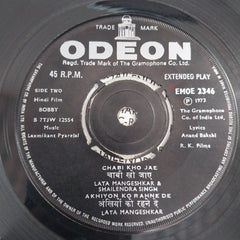 TRADE MARK
ODEON
Regd. Trade Mark of The Gramophone Co. Ltd.
45 R.P.M.
EXTENDED PLAY
SIDE TWO
EMOE 2346
Hindi Film
℗ 1973
BOBBY
The Gramophone
Co. of India Ltd.
B 7TJW 12554
Music
Lyrics
Laxmikant Pyarelal
Anand Bakshi
R. K. Films
CHABI KHO JAE
चाबी खो जाए
LATA MANGESHKAR &
SHAILENDRA SINGH
AKHIYON KO RAHNE DE
अँखियों को रहने दे
LATA MANGESHKAR